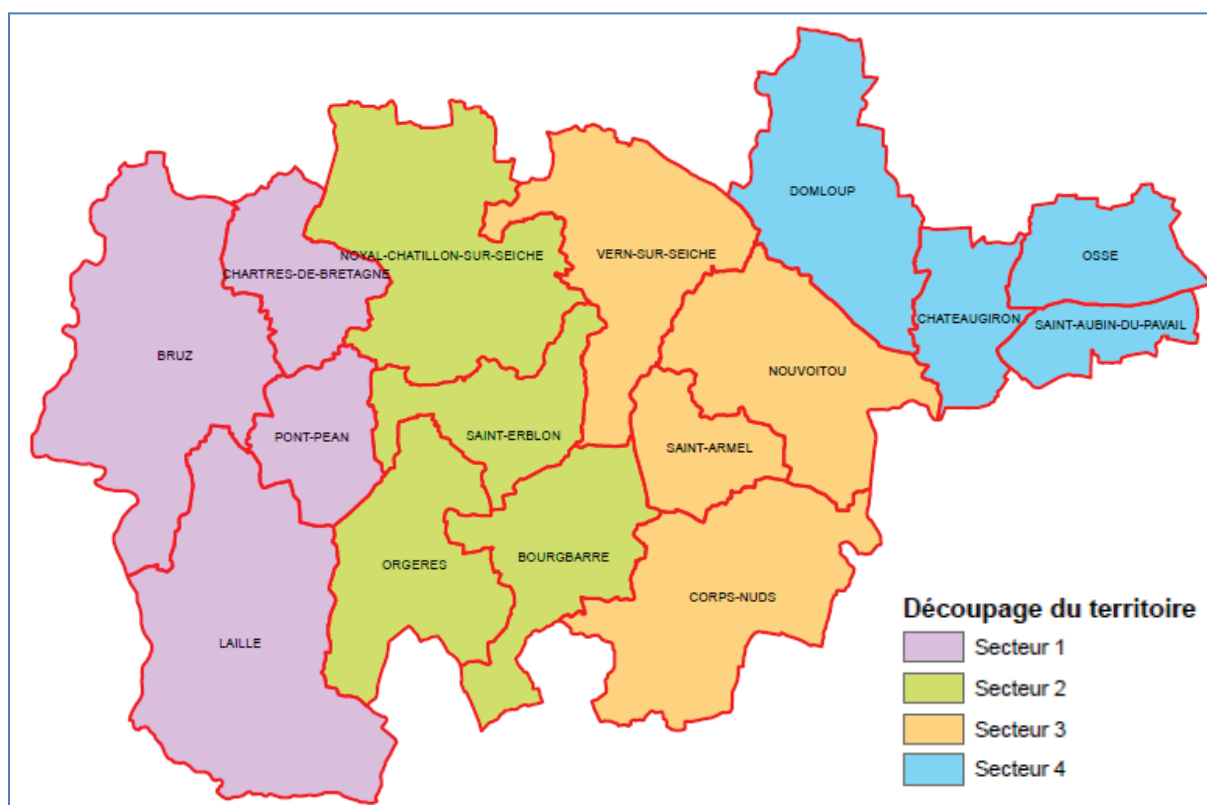 DOMLOUP
NOYAL-CHATILLON-SUR-SEICHE
VERN-SUR-SEICHE
OSSE
CHARTRES-DE-BRETAGNE
CHATEAUGIRON
SAINT-AUBIN-DU-PAVAIL
BRUZ
NOUVOITOU
PONT-PEAN
SAINT-ERBLON
SAINT-ARMEL
ORGERES
BOURGBARRE
CORPS-NUDS
LAILLE
Découpage du territoire
Secteur 1
Secteur 2
Secteur 3
Secteur 4